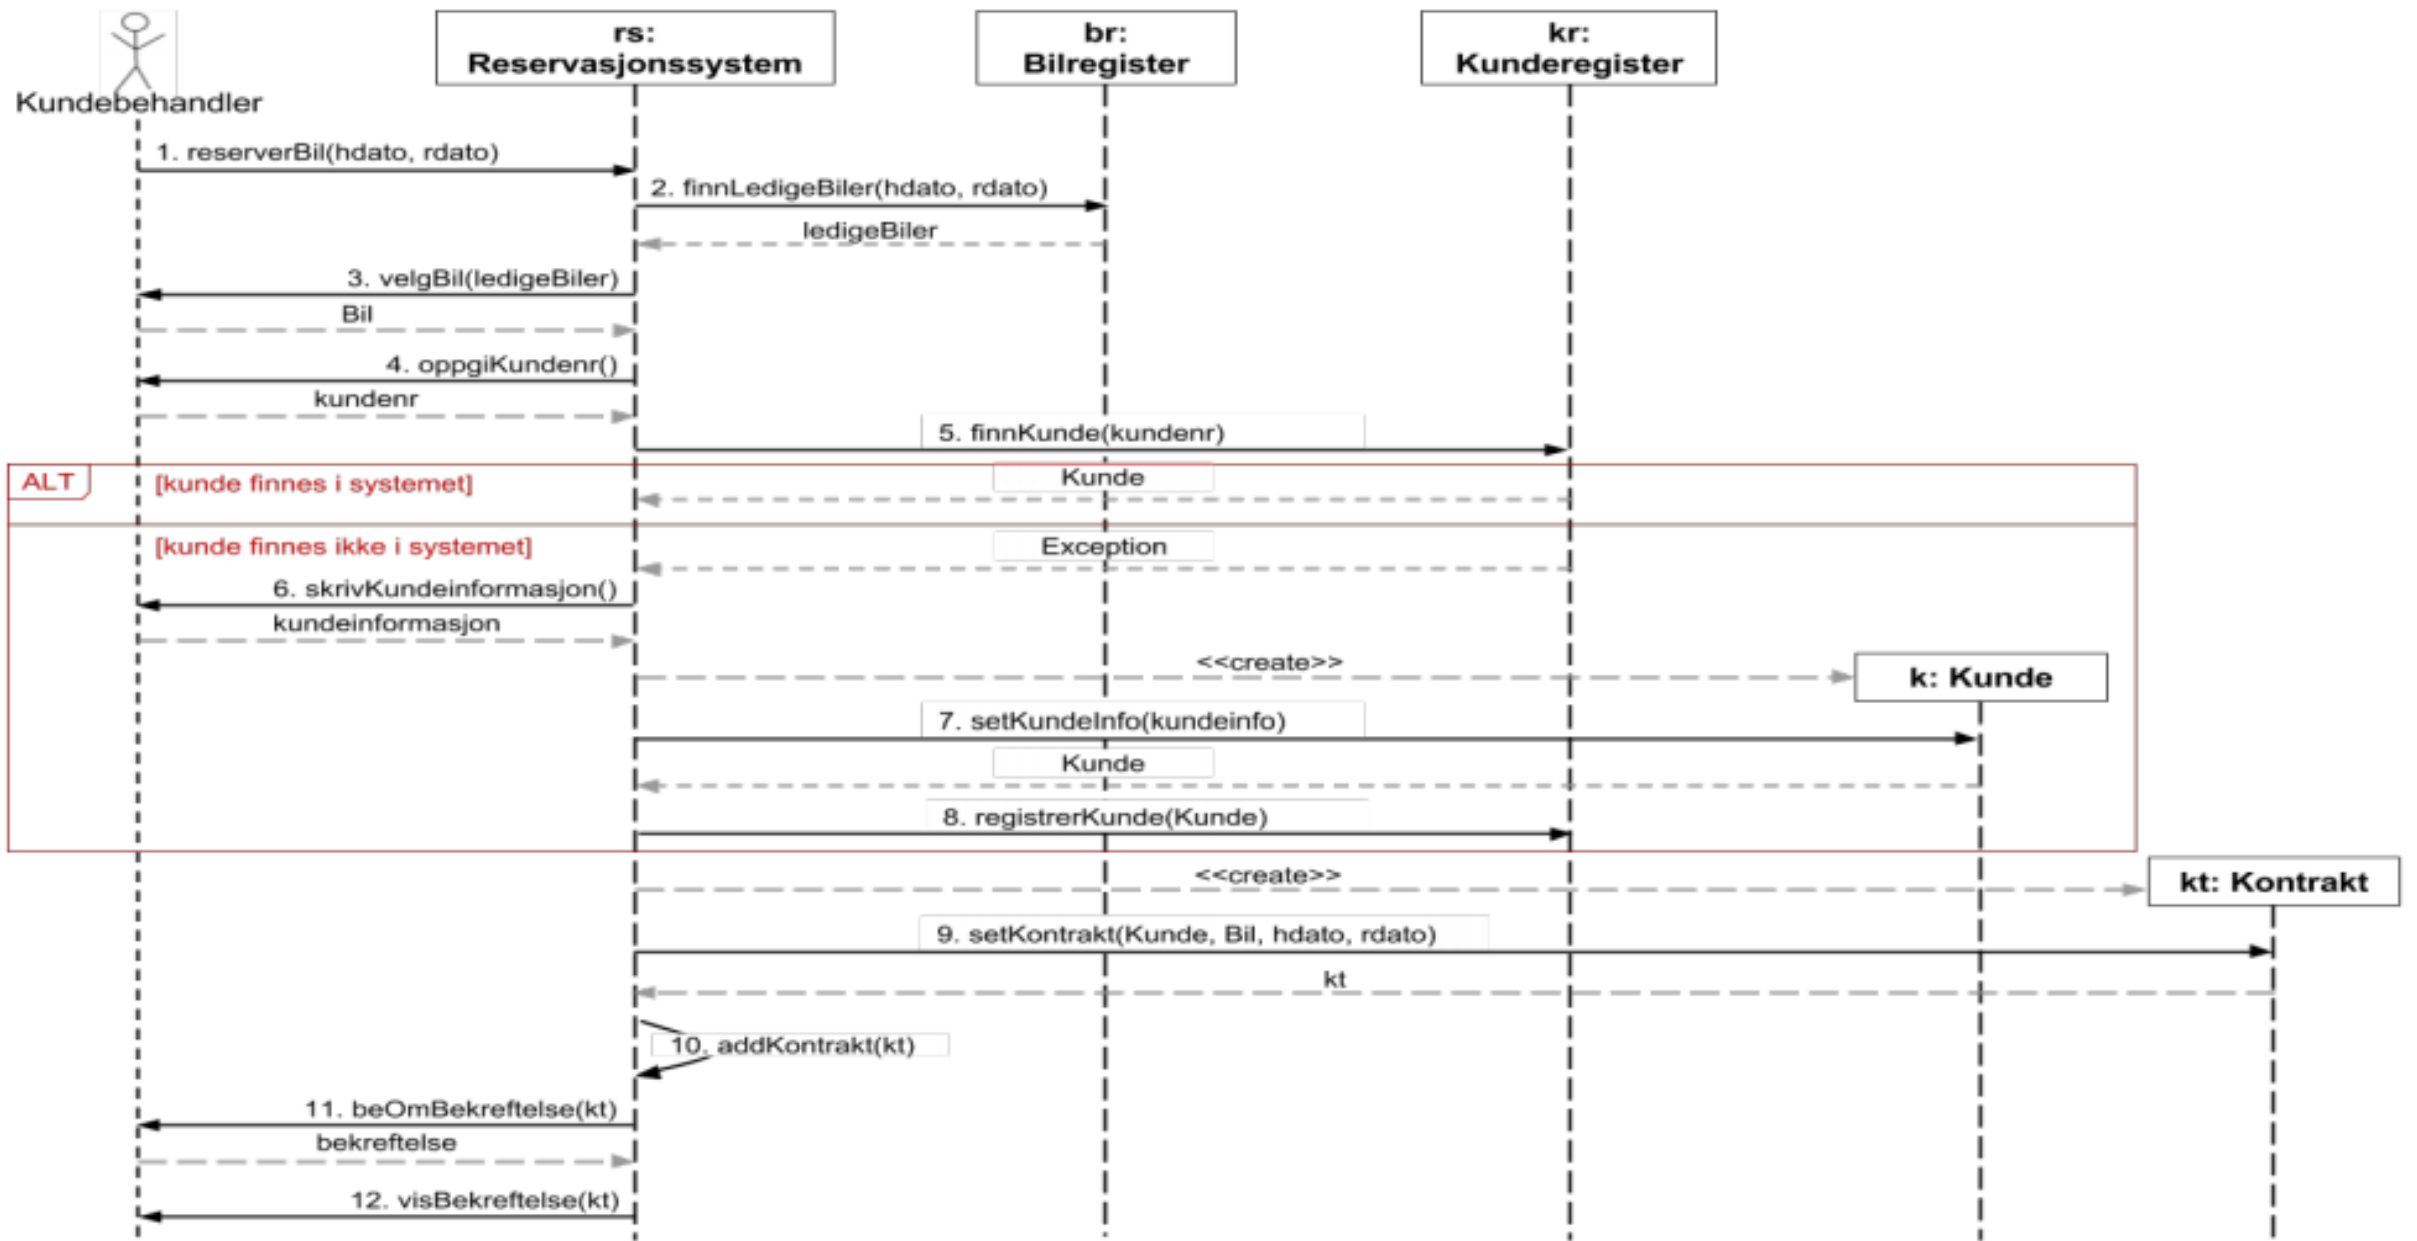 rs:
Reservasjonssystem
br:
Bilregister
kr:
Kunderegister
Kundebehandler
1. reserverBil(hdato, rdato)
2. finnLedigeBiler(hdato, rdato)
ledigeBiler
3. velgBil(ledigeBiler)
Bil
4. oppgiKundenr()
kundenr
5. finnKunde(kundenr)
ALT
[kunde finnes i systemet]
Kunde
[kunde finnes ikke i systemet]
Exception
6. skrivKundeinformasjon()
kundeinformasjon
<<create>>
k: Kunde
7. setKundeInfo(kundeinfo)
Kunde
8. registrerKunde(Kunde)
<<create>>
kt: Kontrakt
9. setKontrakt(Kunde, Bil, hdato, rdato)
kt
10. addKontrakt(kt)
11. beOmBekreftelse(kt)
bekreftelse
12. visBekreftelse(kt)